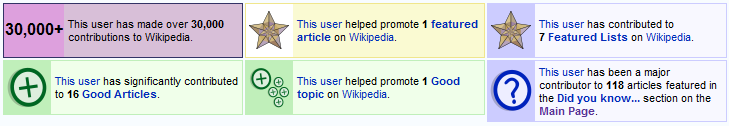 30,000+
This user has made over 30,000
contributions to Wikipedia.
This user helped promote 1 featured
article on Wikipedia.
This user has contributed to
7 Featured Lists on Wikipedia.
This user has significantly contributed
to 16 Good Articles.
This user helped promote 1 Good
topic on Wikipedia.
This user has been a major
contributor to 118 articles featured in
the Did you know... section on the
Main Page.